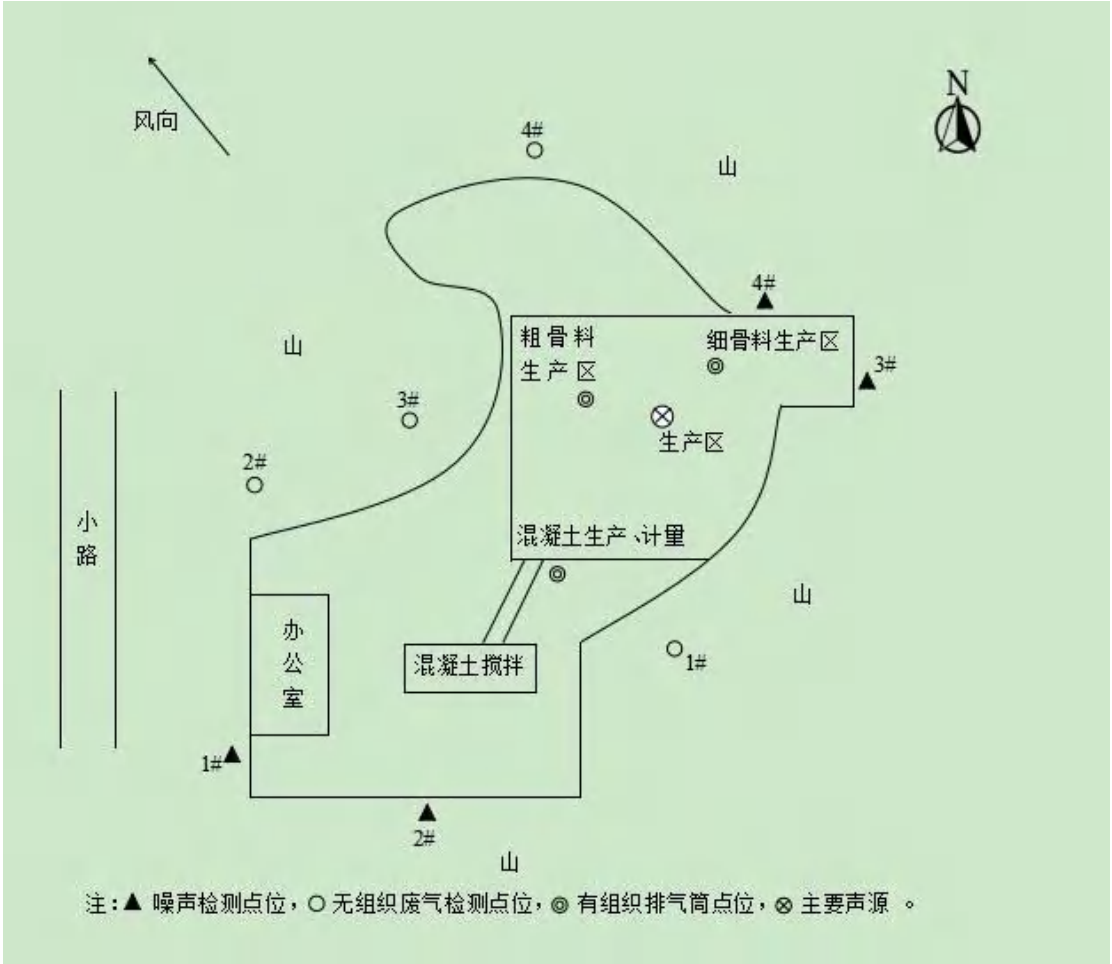 N
风向
4#
山
4#
粗骨料
生产区
细骨料生产区
3#
山
3#
生产区
2#
小
路
混凝土生产、计量
山
办
公
室
混凝土搅拌
1#
1#
2#
山
注:▲ 噪声检测点位，○ 无组织废气检测点位，◎ 有组织排气筒点位，⊗ 主要声源 。